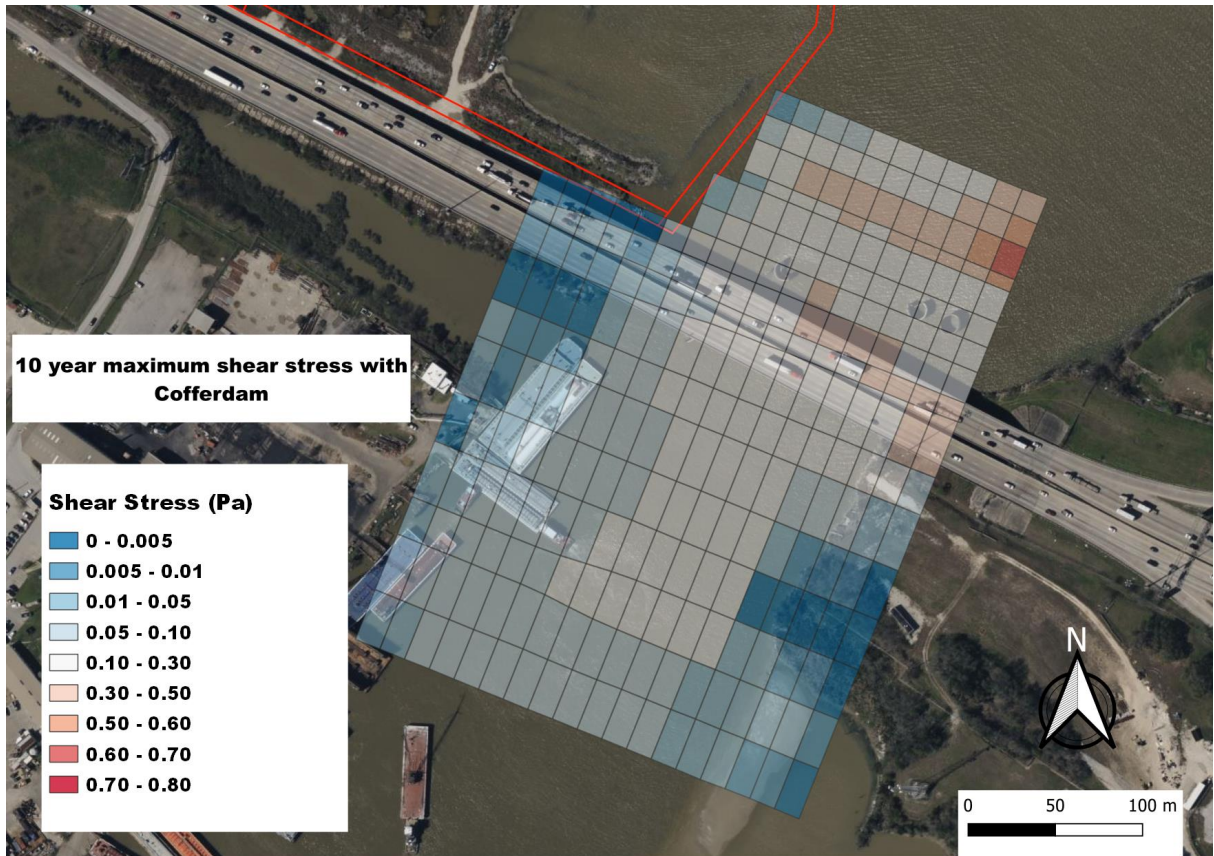 10 year maximum shear stress with
Cofferdam
Shear Stress (Pa)
0 - 0.005
0.005 - 0.01
0.01 - 0.05
0.05 - 0.10
0.10 - 0.30
0.30 - 0.50
0.50 - 0.60
0.60 - 0.70
0.70 - 0.80
N
0 50 100 m